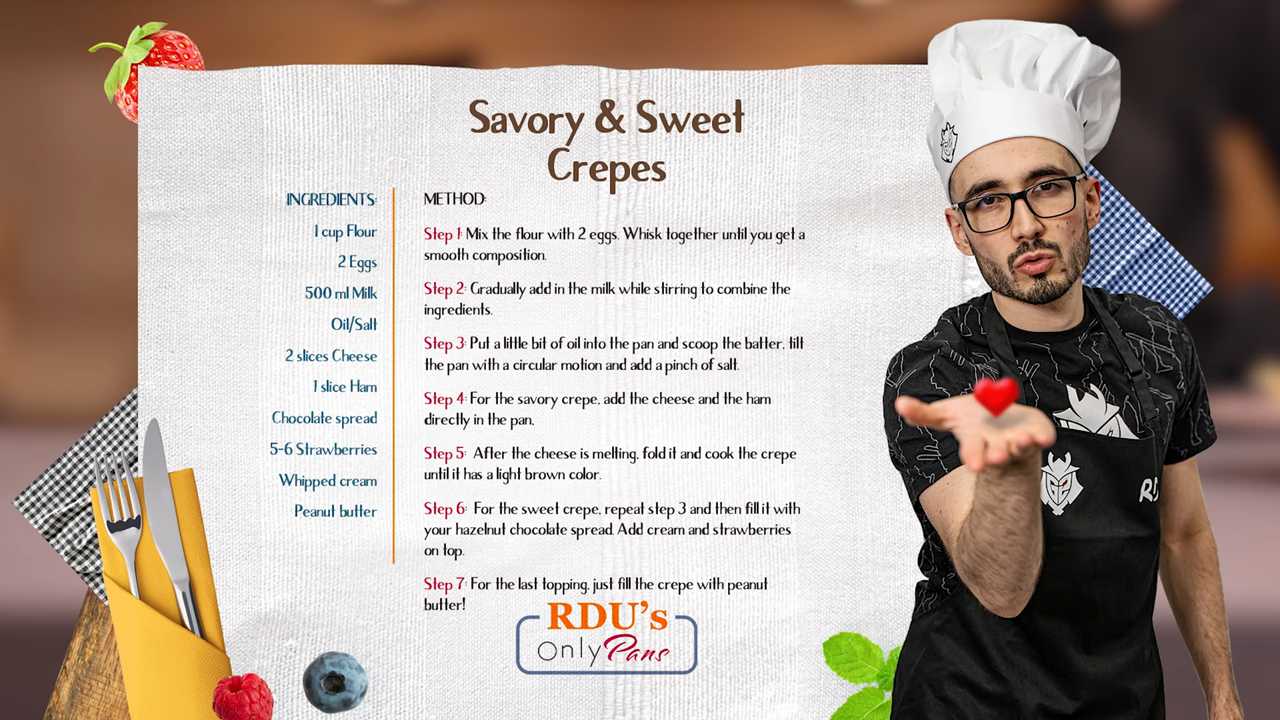 Savory & Sweet
Crepes
INGREDIENTS:
1 cup Flour
2 Eggs
500 ml Milk
Oil/Salt
2 slices Cheese
1 slice Ham
Chocolate spread
5-6 Strawberries
Whipped cream
Peanut butter
METHOD:
Step 1: Mix the flour with 2 eggs. Whisk together until you get a
smooth composition.
Step 2: Gradually add in the milk while stirring to combine the
ingredients.
Step 3: Put a little bit of oil into the pan and scoop the batter, tilt
the pan with a circular motion and add a pinch of salt.
Step 4: For the savory crepe, add the cheese and the ham
directly in the pan,
Step 5: After the cheese is melting, fold it and cook the crepe
until it has a light brown color.
Step 6: For the sweet crepe, repeat step 3 and then fill it with
your hazelnut chocolate spread. Add cream and strawberries
on top.
Step 7: For the last topping, just fill the crepe with peanut
butter!
RDU's
OnlyPans
G2